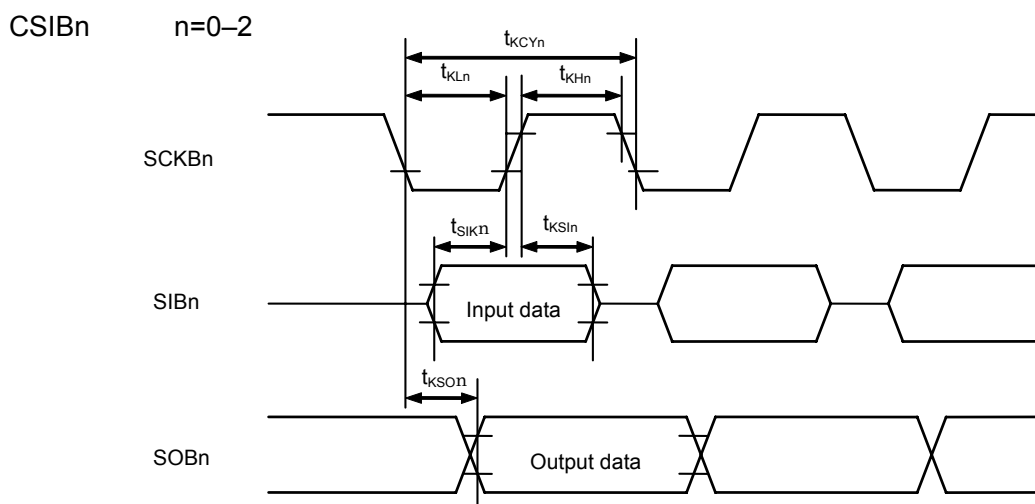 CSIBn n=0–2
tKCYn
tKLn tKHn
SCKBn
tSIKn tKSIn
SIBn
Input data
tKSOn
SOBn
Output data